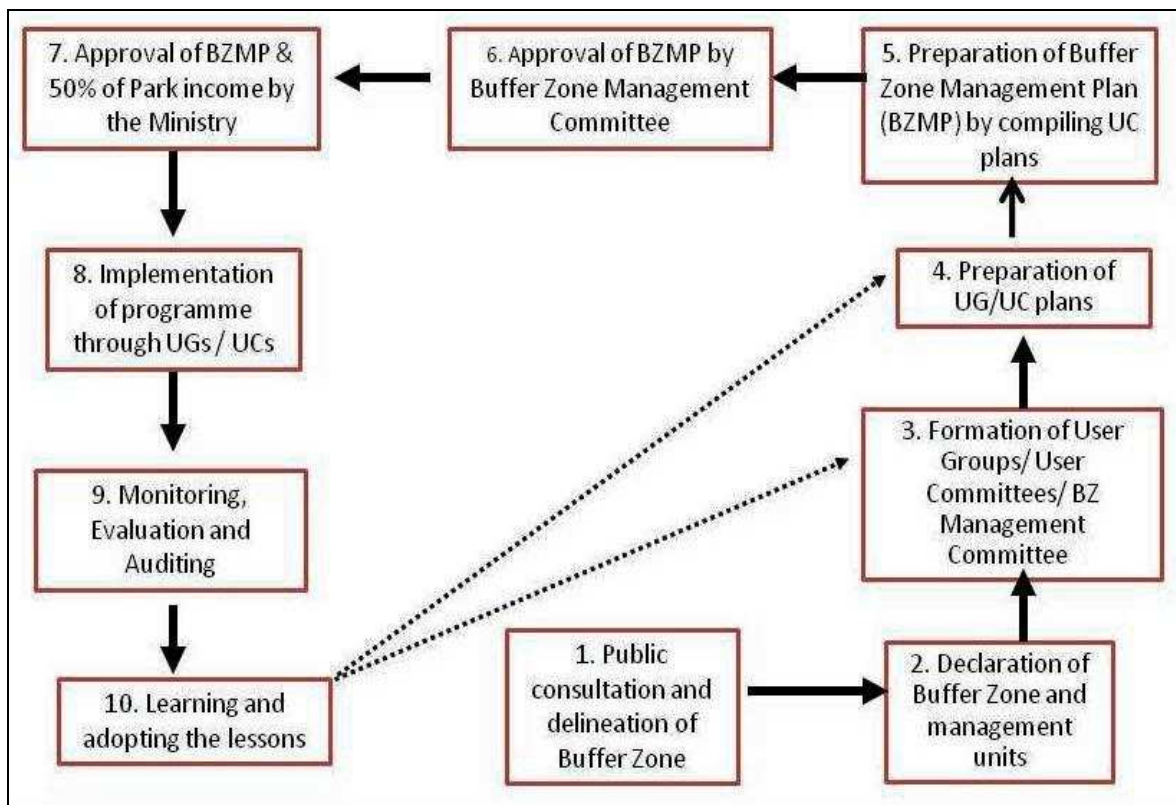 7. Approval of BZMP &
50% of Park income by
the Ministry
6. Approval of BZMP by
Buffer Zone Management
Committee
5. Preparation of Buffer
Zone Management Plan
(BZMP) by compiling UC
plans
8. Implementation
of programme
through UGs / UCs
4. Preparation of
UG/UC plans
9. Monitoring,
Evaluation and
Auditing
3. Formation of User
Groups/ User
Committees/ BZ
Management
Committee
10. Learning and
adopting the lessons
1. Public
consultation and
delineation of
Buffer Zone
2. Declaration of
Buffer Zone and
management
units